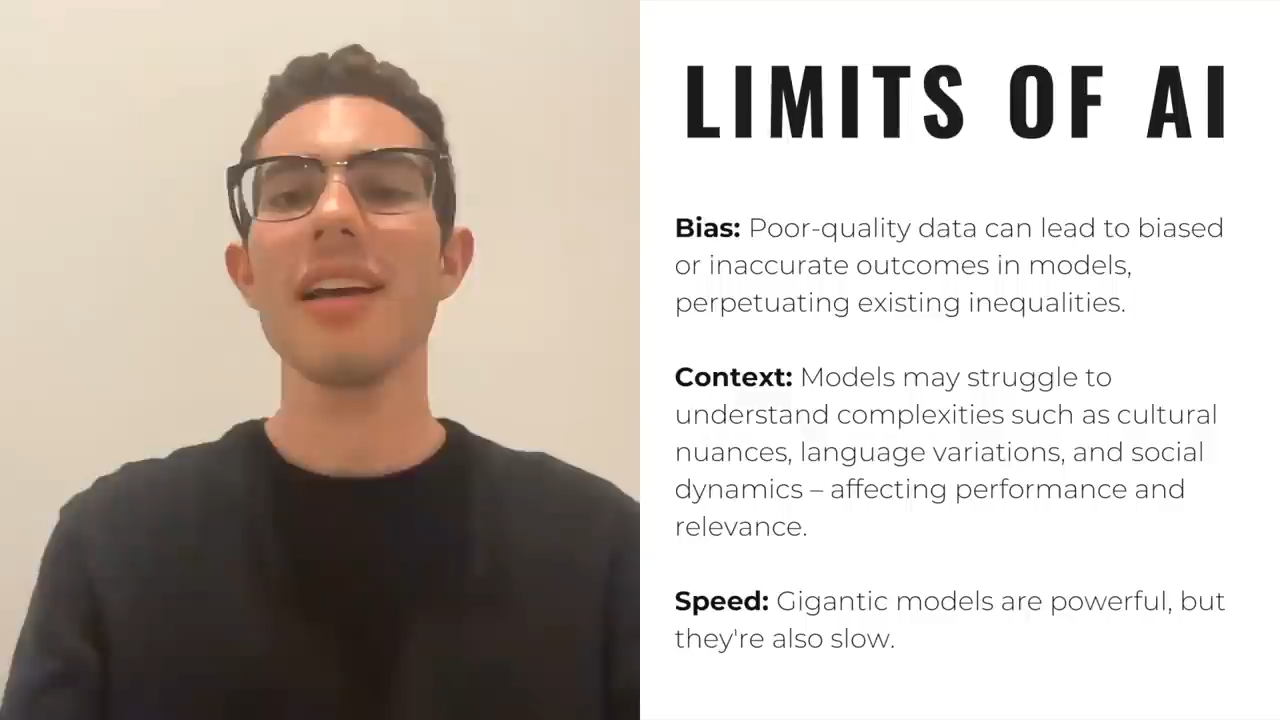 LIMITS OF AI
Bias: Poor-quality data can lead to biased
or inaccurate outcomes in models,
perpetuating existing inequalities.
Context: Models may struggle to
understand complexities such as cultural
nuances, language variations, and social
dynamics – affecting performance and
relevance.
Speed: Gigantic models are powerful, but
they're also slow.